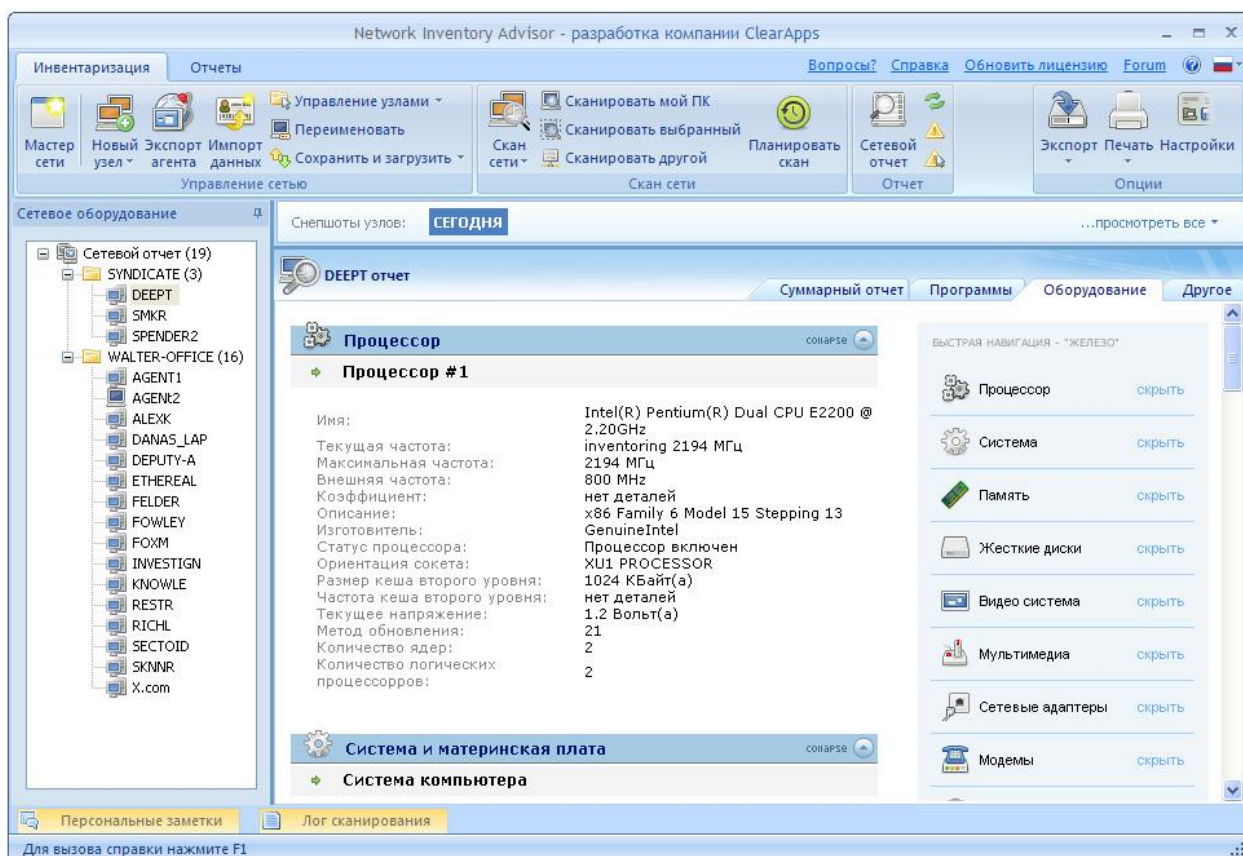 Network Inventory Advisor - разработка компании ClearApps
Инвентаризация Отчеты Вопросы? Справка Обновить лицензию Forum
Мастер сети
Новый узел
Экспорт агента
Импорт данных
Управление узлами
Переименовать
Сохранить и загрузить
Управление сетью
Скан сети
Сканировать мой ПК
Сканировать выбранный
Сканировать другой
Планировать скан
Скан сети
Сетевой отчет
Отчет
Экспорт Печать Настройки
Опции
Сетевое оборудование
Сетевой отчет (19)
SYNDICATE (3)
DEEPT
SMKR
SPENDER2
WALTER-OFFICE (16)
AGENT1
AGENt2
ALEXK
DANAS_LAP
DEPUTY-A
ETHEREAL
FELDER
FOWLEY
FOXM
INVESTIGN
KNOWLE
RESTR
RICHL
SECTOID
SKNNR
X.com
Снепшоты узлов: СЕГОДНЯ ...просмотреть все
DEEPT отчет
Суммарный отчет Программы Оборудование Другое
Процессор collapse
Процессор #1
Имя: Intel(R) Pentium(R) Dual CPU E2200 @
2.20GHz
Текущая частота: inventoring 2194 МГц
Максимальная частота: 2194 МГц
Внешняя частота: 800 MHz
Коэффициент: нет деталей
Описание: x86 Family 6 Model 15 Stepping 13
Изготовитель: GenuineIntel
Статус процессора: Процессор включен
Ориентация сокета: XU1 PROCESSOR
Размер кеша второго уровня: 1024 КБайт(а)
Частота кеша второго уровня: нет деталей
Текущее напряжение: 1.2 Вольт(а)
Метод обновления: 21
Количество ядер: 2
Количество логических
процессорров: 2
Система и материнская плата collapse
Система компьютера
БЫСТРАЯ НАВИГАЦИЯ - "ЖЕЛЕЗО"
Процессор скрыть
Система скрыть
Память скрыть
Жесткие диски скрыть
Видео система скрыть
Мультимедиа скрыть
Сетевые адаптеры скрыть
Модемы скрыть
Персональные заметки Лог сканирования
Для вызова справки нажмите F1